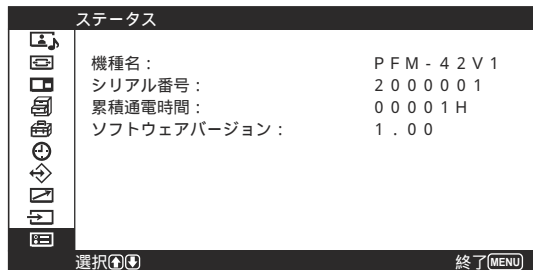 ステータス
機種名： PFM-42V1
シリアル番号： 2000001
累積通電時間： 00001H
ソフトウェアバージョン： 1.00
選択 終了 MENU